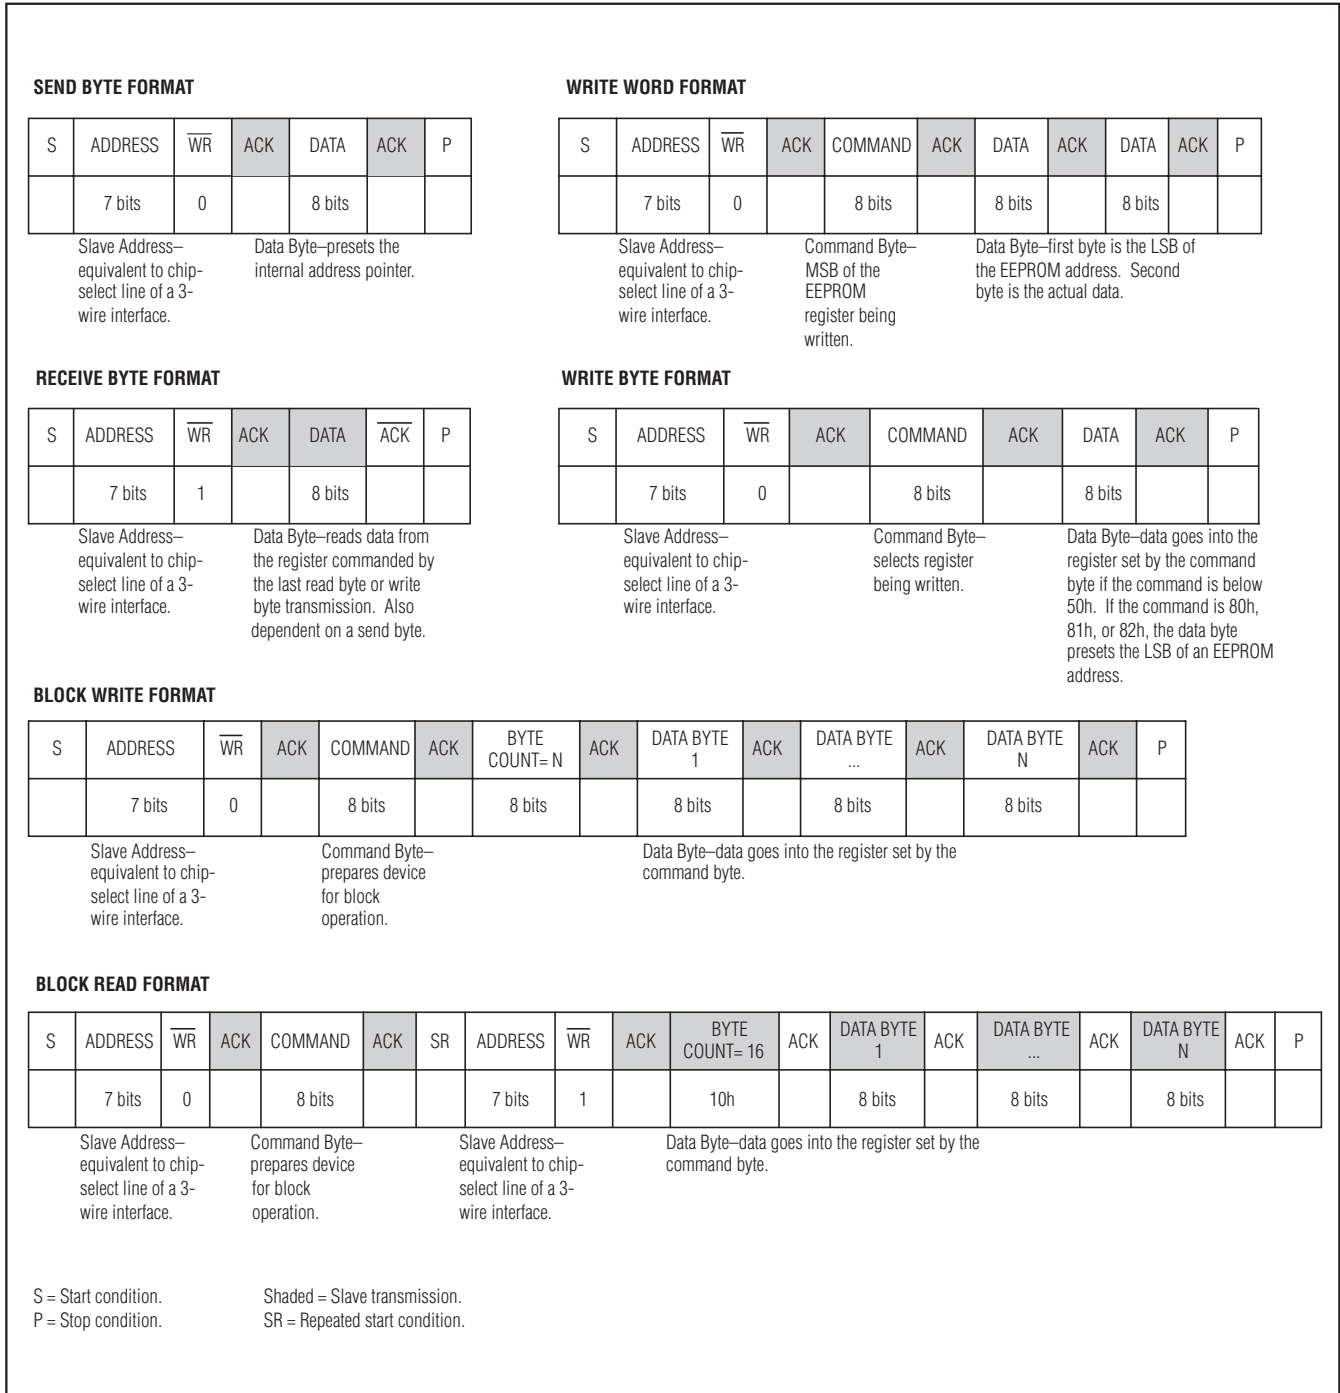 SEND BYTE FORMAT
S ADDRESS WR ACK DATA ACK P
7 bits 0 8 bits
Slave Address–
equivalent to chip-
select line of a 3-
wire interface.
Data Byte–presets the
internal address pointer.
WRITE WORD FORMAT
S ADDRESS WR ACK COMMAND ACK DATA ACK DATA ACK P
7 bits 0 8 bits 8 bits 8 bits
Slave Address–
equivalent to chip-
select line of a 3-
wire interface.
Command Byte–
MSB of the
EEPROM
register being
written.
Data Byte–first byte is the LSB of
the EEPROM address. Second
byte is the actual data.
RECEIVE BYTE FORMAT
S ADDRESS WR ACK DATA ACK P
7 bits 1 8 bits
Slave Address–
equivalent to chip-
select line of a 3-
wire interface.
Data Byte–reads data from
the register commanded by
the last read byte or write
byte transmission. Also
dependent on a send byte.
WRITE BYTE FORMAT
S ADDRESS WR ACK COMMAND ACK DATA ACK P
7 bits 0 8 bits 8 bits
Slave Address–
equivalent to chip-
select line of a 3-
wire interface.
Command Byte–
selects register
being written.
Data Byte–data goes into the
register set by the command
byte if the command is below
50h. If the command is 80h,
81h, or 82h, the data byte
presets the LSB of an EEPROM
address.
BLOCK WRITE FORMAT
S ADDRESS WR ACK COMMAND ACK BYTE COUNT= N ACK DATA BYTE 1 ACK DATA BYTE ... ACK DATA BYTE N ACK P
7 bits 0 8 bits 8 bits 8 bits 8 bits 8 bits
Slave Address–
equivalent to chip-
select line of a 3-
wire interface.
Command Byte–
prepares device
for block
operation.
Data Byte–data goes into the register set by the
command byte.
BLOCK READ FORMAT
S ADDRESS WR ACK COMMAND ACK SR ADDRESS WR ACK BYTE COUNT= 16 ACK DATA BYTE 1 ACK DATA BYTE ... ACK DATA BYTE N ACK P
7 bits 0 8 bits 7 bits 1 10h 8 bits 8 bits 8 bits
Slave Address–
equivalent to chip-
select line of a 3-
wire interface.
Command Byte–
prepares device
for block
operation.
Slave Address–
equivalent to chip-
select line of a 3-
wire interface.
Data Byte–data goes into the register set by the
command byte.
S = Start condition.
P = Stop condition.
Shaded = Slave transmission.
SR = Repeated start condition.